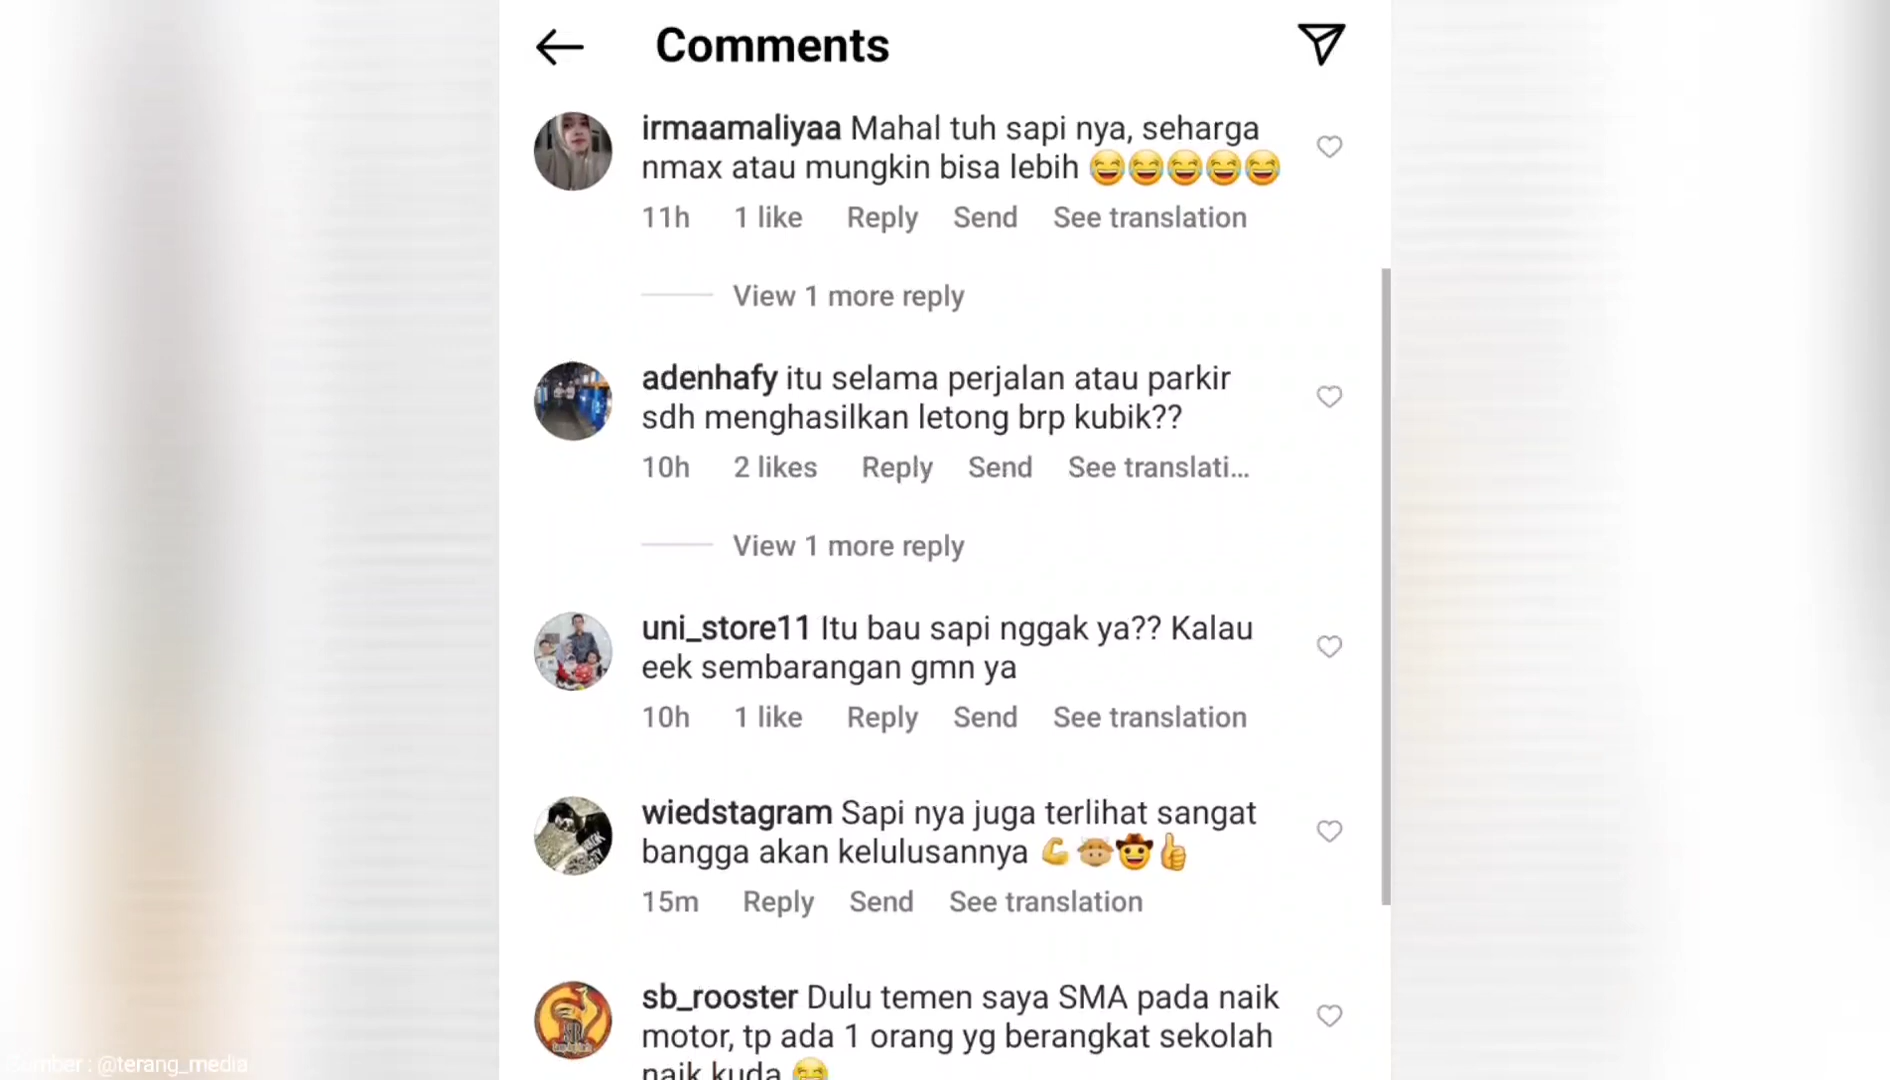 Comments
irmaamaliyaa Mahal tuh sapi nya, seharga
nmax atau mungkin bisa lebih 😂😂😂😂😂
11h 1 like Reply Send See translation
View 1 more reply
adenhafy itu selama perjalan atau parkir
sdh menghasilkan letong brp kubik??
10h 2 likes Reply Send See translati...
View 1 more reply
uni_store11 Itu bau sapi nggak ya?? Kalau
eek sembarangan gmn ya
10h 1 like Reply Send See translation
wiedstagram Sapi nya juga terlihat sangat
bangga akan kelulusannya 💪🐮🤠👍
15m Reply Send See translation
sb_rooster Dulu temen saya SMA pada naik
motor, tp ada 1 orang yg berangkat sekolah
naik kuda 😂
Sumber : @terang_media